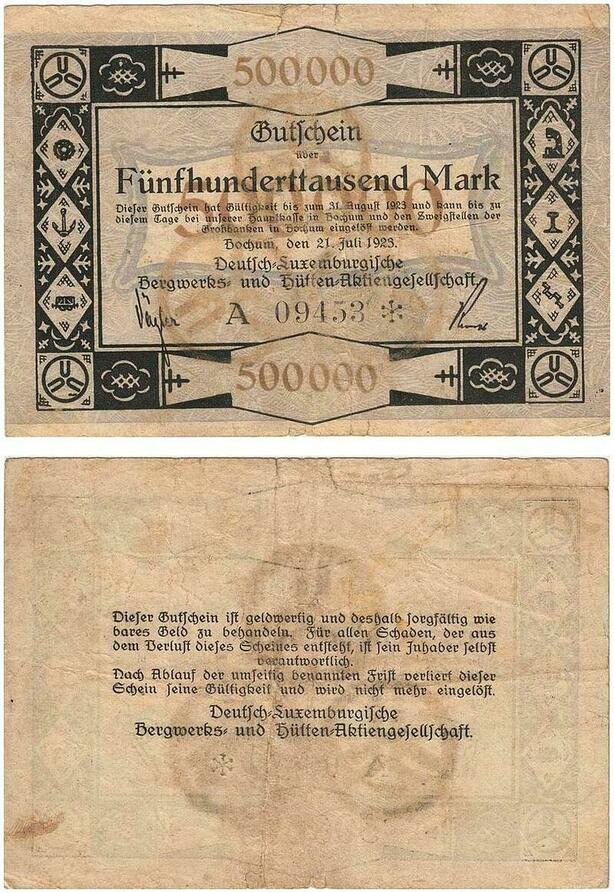 500000
Gutschein
über
Fünfhunderttausend Mark
Dieser Gutschein hat Gültigkeit bis zum 31. August 1923 und kann bis zu
diesem Tage bei unserer Hauptkasse in Bochum und den Zweigstellen der
Großbanken in Bochum eingelöst werden.
Bochum, den 21. Juli 1923.
Deutsch-Luxemburgische
Bergwerks- und Hütten-Aktiengesellschaft
A 09453
500000
Dieser Gutschein ist geldwertig und deshalb sorgfältig wie
bares Geld zu behandeln. Für allen Schaden, der aus
dem Verlust dieses Scheines entsteht, ist sein Inhaber selbst
verantwortlich.
Nach Ablauf der umseitig benannten Frist verliert dieser
Schein seine Gültigkeit und wird nicht mehr eingelöst.
Deutsch-Luxemburgische
Bergwerks- und Hütten-Aktiengesellschaft.